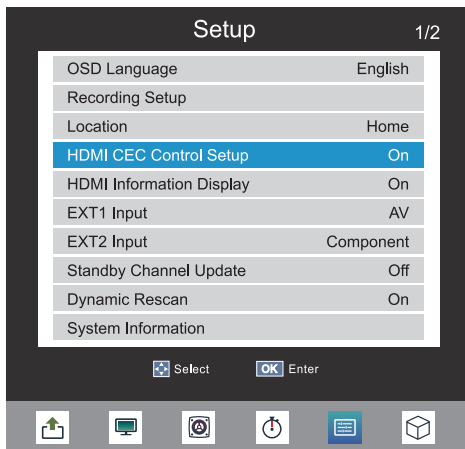 Setup 1/2
OSD Language English
Recording Setup
Location Home
HDMI CEC Control Setup On
HDMI Information Display On
EXT1 Input AV
EXT2 Input Component
Standby Channel Update Off
Dynamic Rescan On
System Information
Select OK Enter